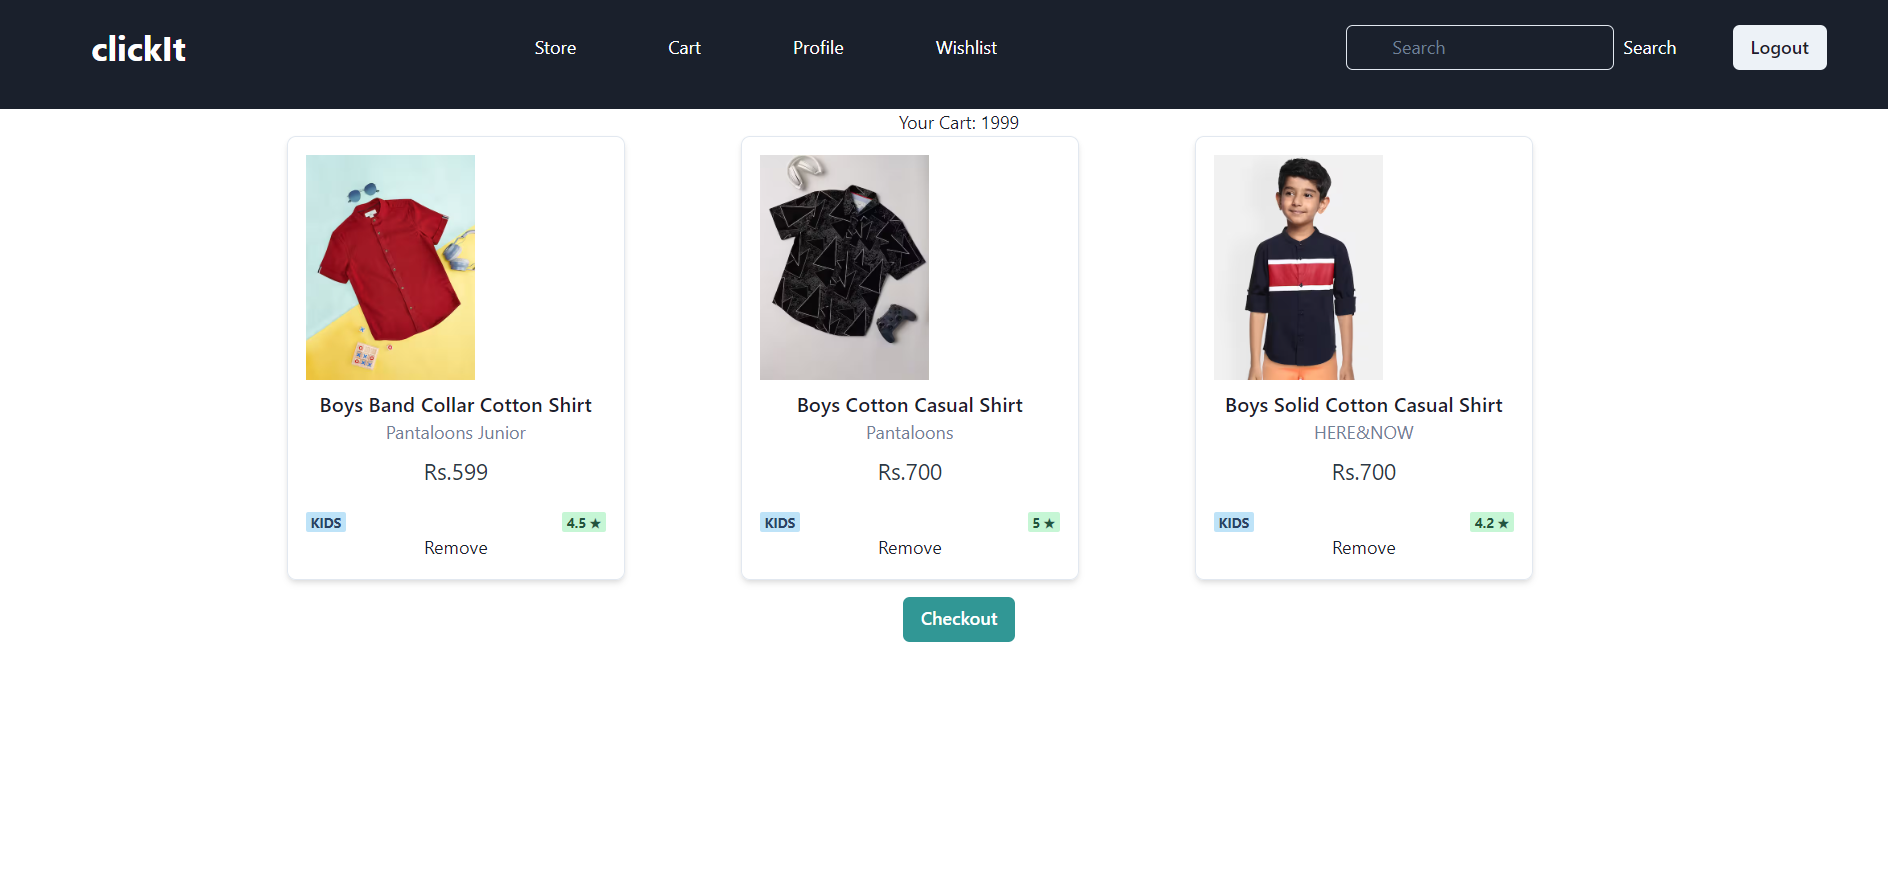 clickIt
Store Cart Profile Wishlist Search Search Logout
Your Cart: 1999
Boys Band Collar Cotton Shirt
Pantaloons Junior
Rs.599
KIDS 4.5 ★
Remove
Boys Cotton Casual Shirt
Pantaloons
Rs.700
KIDS 5 ★
Remove
Boys Solid Cotton Casual Shirt
HERE&NOW
Rs.700
KIDS 4.2 ★
Remove
Checkout